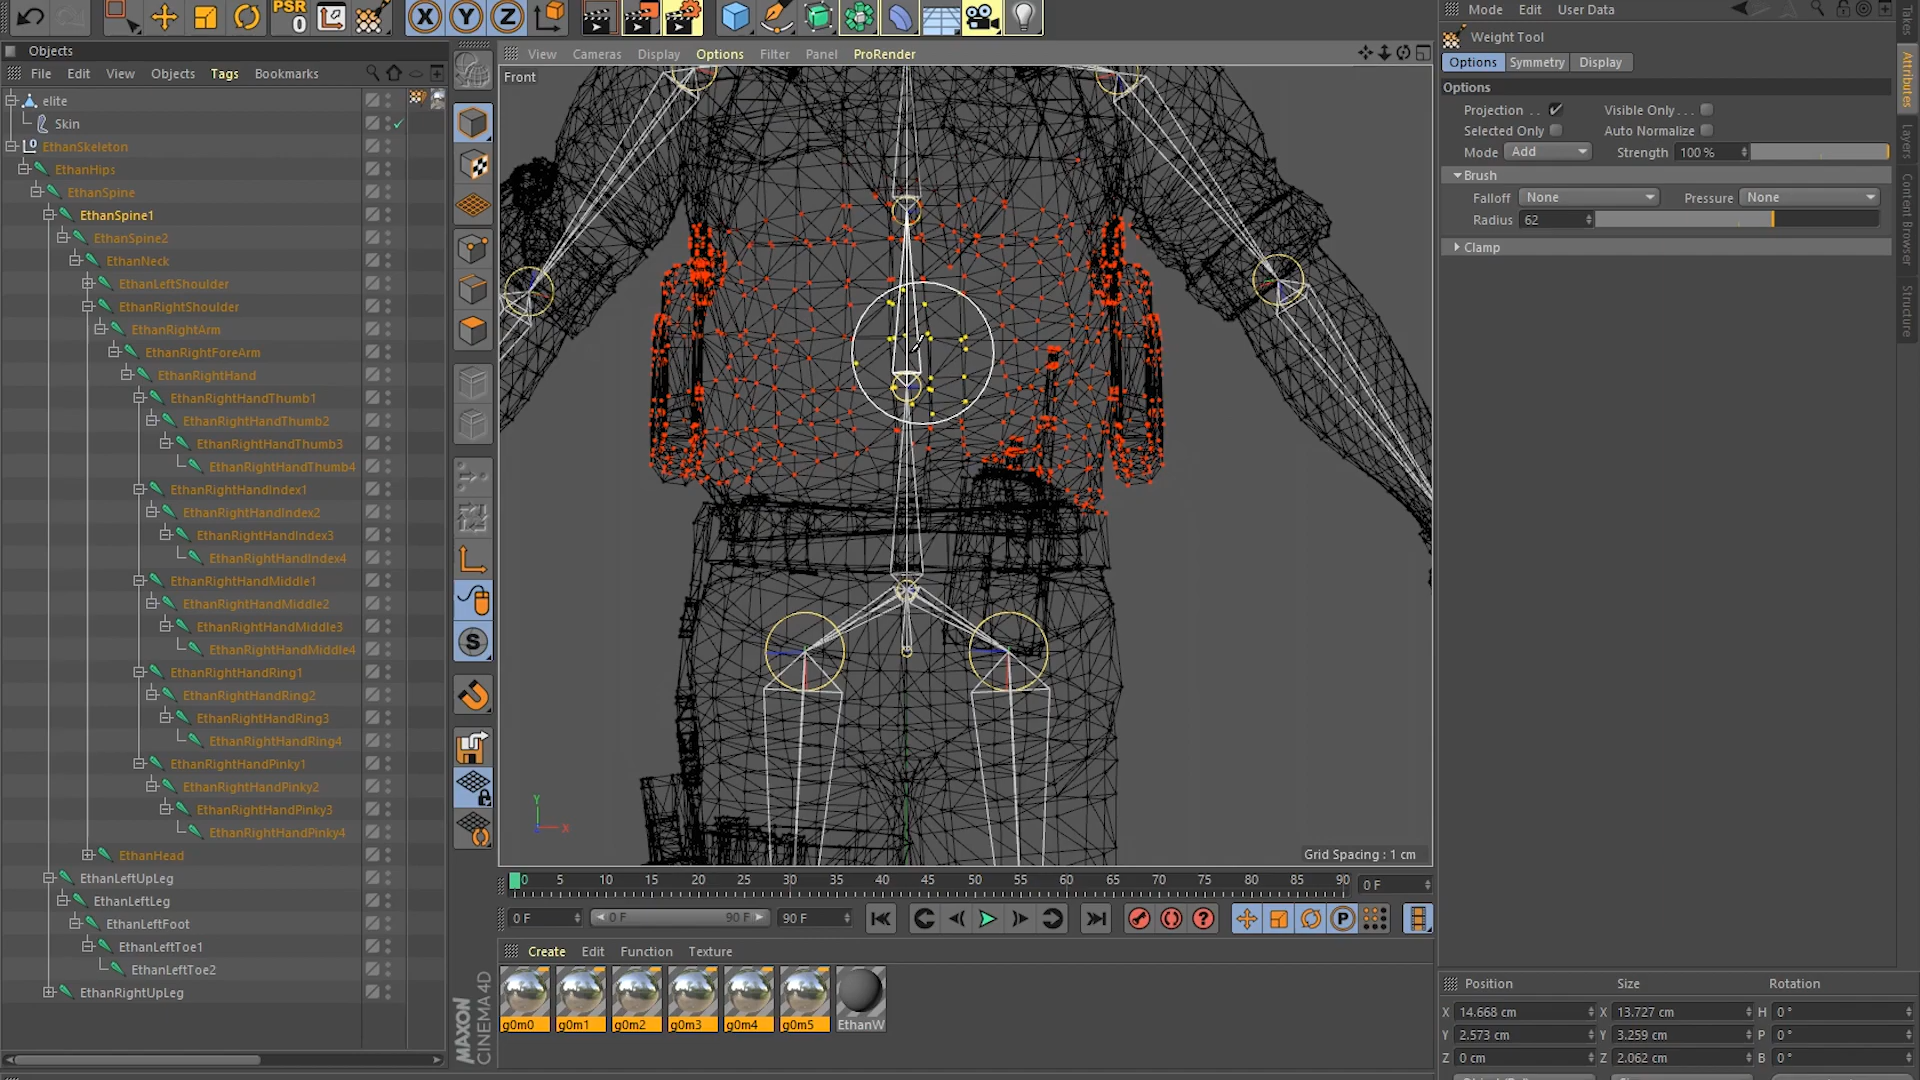 PSR
0
X Y Z
Objects
File Edit View Objects Tags Bookmarks
elite
Skin
EthanSkeleton
EthanHips
EthanSpine
EthanSpine1
EthanSpine2
EthanNeck
EthanLeftShoulder
EthanRightShoulder
EthanRightArm
EthanRightForeArm
EthanRightHand
EthanRightHandThumb1
EthanRightHandThumb2
EthanRightHandThumb3
EthanRightHandThumb4
EthanRightHandIndex1
EthanRightHandIndex2
EthanRightHandIndex3
EthanRightHandIndex4
EthanRightHandMiddle1
EthanRightHandMiddle2
EthanRightHandMiddle3
EthanRightHandMiddle4
EthanRightHandRing1
EthanRightHandRing2
EthanRightHandRing3
EthanRightHandRing4
EthanRightHandPinky1
EthanRightHandPinky2
EthanRightHandPinky3
EthanRightHandPinky4
EthanHead
EthanLeftUpLeg
EthanLeftLeg
EthanLeftFoot
EthanLeftToe1
EthanLeftToe2
EthanRightUpLeg
S
View Cameras Display Options Filter Panel ProRender
Front
Y
X
Grid Spacing : 1 cm
0 5 10 15 20 25 30 35 40 45 50 55 60 65 70 75 80 85 90 0 F
0 F 0 F 90 F 90 F
P
Create Edit Function Texture
g0m0 g0m1 g0m2 g0m3 g0m4 g0m5 EthanW
MAXON
CINEMA 4D
Mode Edit User Data
Weight Tool
Options Symmetry Display
Options
Projection . . Visible Only . . .
Selected Only Auto Normalize
Mode Add Strength 100 %
Brush
Falloff None Pressure None
Radius 62
Clamp
Takes
Attributes
Layers
Content Browser
Structure
Position Size Rotation
X 14.668 cm X 13.727 cm H 0 °
Y 2.573 cm Y 3.259 cm P 0 °
Z 0 cm Z 2.062 cm B 0 °